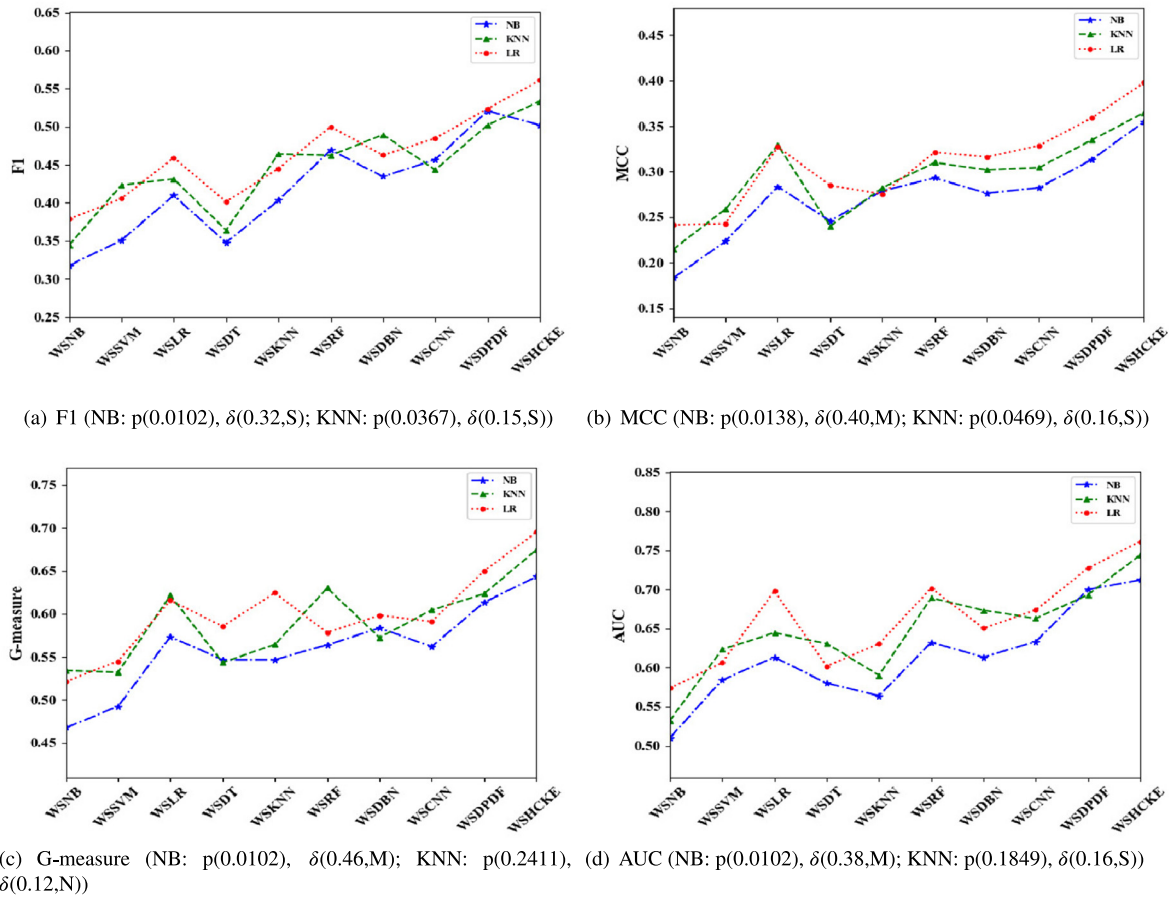 0.65
0.60
0.55
0.50
0.45
0.40
0.35
0.30
0.25
F1
NB
KNN
LR
WSNB
WSSVM
WSLR
WSDT
WSKNN
WSRF
WSDBN
WSCNN
WSDPDF
WSHCKE
0.45
0.40
0.35
0.30
0.25
0.20
0.15
MCC
NB
KNN
LR
WSNB
WSSVM
WSLR
WSDT
WSKNN
WSRF
WSDBN
WSCNN
WSDPDF
WSHCKE
(a) F1 (NB: p(0.0102), δ(0.32,S); KNN: p(0.0367), δ(0.15,S))
(b) MCC (NB: p(0.0138), δ(0.40,M); KNN: p(0.0469), δ(0.16,S))
0.75
0.70
0.65
0.60
0.55
0.50
0.45
G-measure
NB
KNN
LR
WSNB
WSSVM
WSLR
WSDT
WSKNN
WSRF
WSDBN
WSCNN
WSDPDF
WSHCKE
0.85
0.80
0.75
0.70
0.65
0.60
0.55
0.50
AUC
NB
KNN
LR
WSNB
WSSVM
WSLR
WSDT
WSKNN
WSRF
WSDBN
WSCNN
WSDPDF
WSHCKE
(c) G-measure (NB: p(0.0102), δ(0.46,M); KNN: p(0.2411),
δ(0.12,N))
(d) AUC (NB: p(0.0102), δ(0.38,M); KNN: p(0.1849), δ(0.16,S))